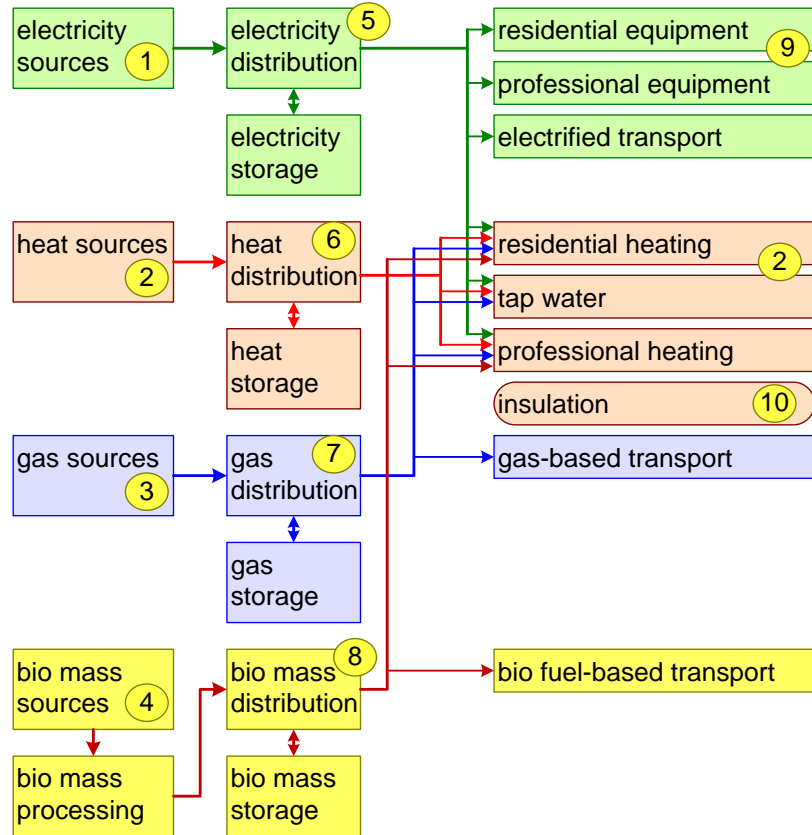 electricity
sources
1
electricity
distribution
5
electricity
storage
residential equipment
9
professional equipment
electrified transport
heat sources
2
heat
distribution
6
heat
storage
residential heating
2
tap water
professional heating
insulation
10
gas sources
3
gas
distribution
7
gas
storage
gas-based transport
bio mass
sources
4
bio mass
processing
bio mass
distribution
8
bio mass
storage
bio fuel-based transport